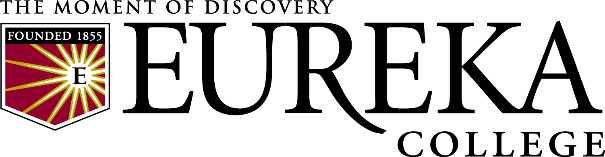 THE MOMENT OF DISCOVERY
FOUNDED 1855
E
EUREKA
COLLEGE